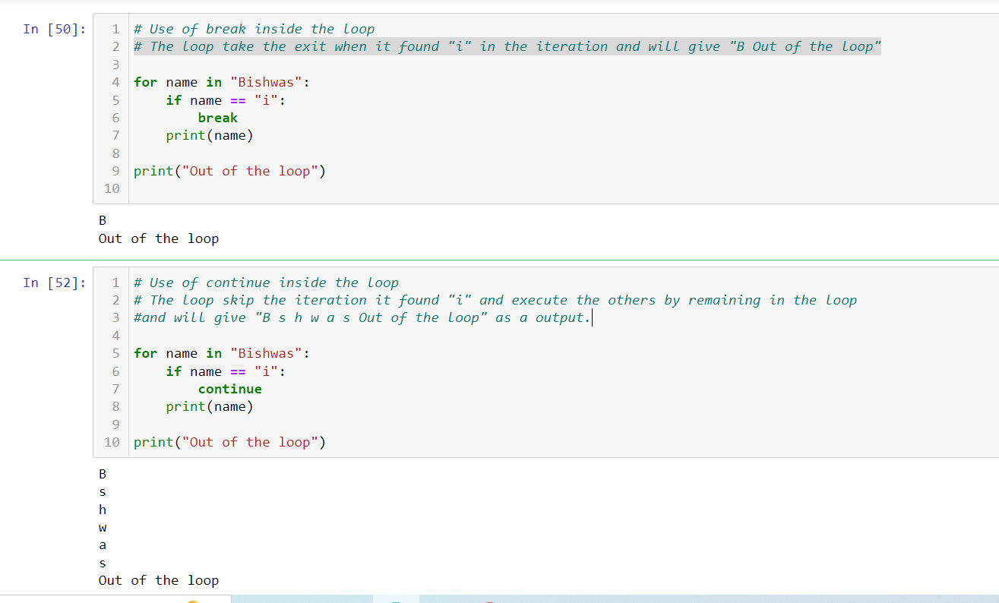 In [50]:
1 # Use of break inside the loop
2 # The loop take the exit when it found "i" in the iteration and will give "B Out of the loop"
3
4 for name in "Bishwas":
5     if name == "i":
6         break
7     print(name)
8
9 print("Out of the loop")
10
B
Out of the loop
In [52]:
1 # Use of continue inside the loop
2 # The loop skip the iteration it found "i" and execute the others by remaining in the loop
3 #and will give "B s h w a s Out of the loop" as a output.
4
5 for name in "Bishwas":
6     if name == "i":
7         continue
8     print(name)
9
10 print("Out of the loop")
B
s
h
w
a
s
Out of the loop